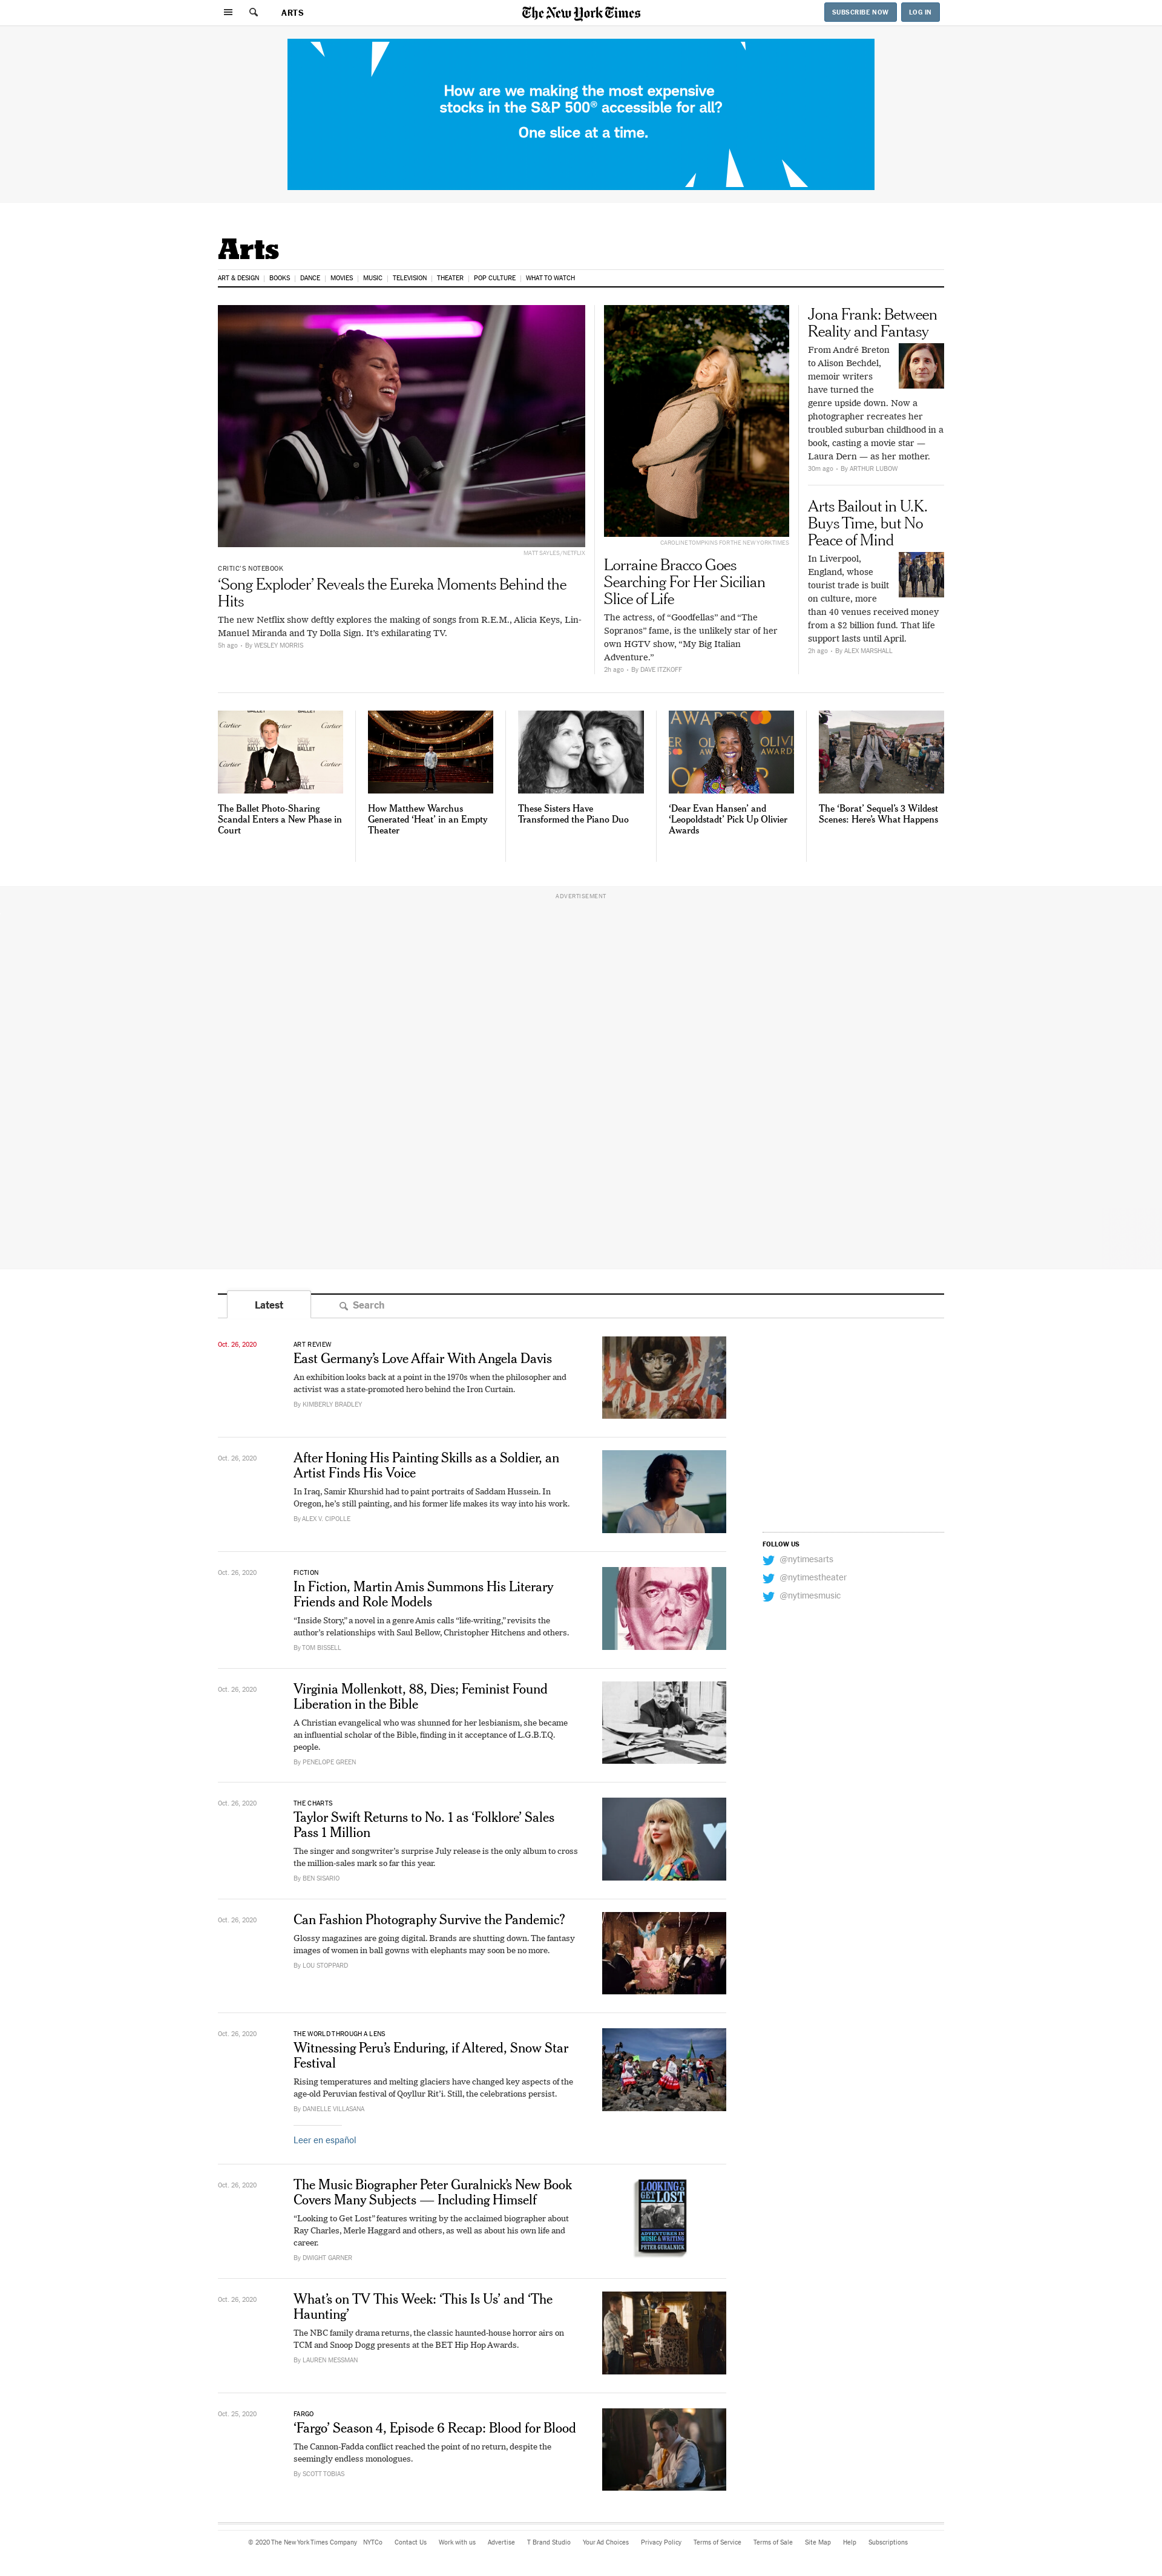 ARTS
The New York Times
SUBSCRIBE NOW
LOG IN
How are we making the most expensive
stocks in the S&P 500® accessible for all?
One slice at a time.
Arts
ART & DESIGN
BOOKS
DANCE
MOVIES
MUSIC
TELEVISION
THEATER
POP CULTURE
WHAT TO WATCH
MATT SAYLES/NETFLIX
CRITIC'S NOTEBOOK
‘Song Exploder’ Reveals the Eureka Moments Behind the
Hits
The new Netflix show deftly explores the making of songs from R.E.M., Alicia Keys, Lin-
Manuel Miranda and Ty Dolla Sign. It’s exhilarating TV.
5h ago • By WESLEY MORRIS
CAROLINE TOMPKINS FOR THE NEW YORK TIMES
Lorraine Bracco Goes
Searching For Her Sicilian
Slice of Life
The actress, of “Goodfellas” and “The
Sopranos” fame, is the unlikely star of her
own HGTV show, “My Big Italian
Adventure.”
2h ago • By DAVE ITZKOFF
Jona Frank: Between
Reality and Fantasy
From André Breton
to Alison Bechdel,
memoir writers
have turned the
genre upside down. Now a
photographer recreates her
troubled suburban childhood in a
book, casting a movie star —
Laura Dern — as her mother.
30m ago • By ARTHUR LUBOW
Arts Bailout in U.K.
Buys Time, but No
Peace of Mind
In Liverpool,
England, whose
tourist trade is built
on culture, more
than 40 venues received money
from a $2 billion fund. That life
support lasts until April.
2h ago • By ALEX MARSHALL
Cartier
Cartier
BALLET
BALLET
Cartier
Cartier
BALLET
The Ballet Photo-Sharing
Scandal Enters a New Phase in
Court
How Matthew Warchus
Generated ‘Heat’ in an Empty
Theater
These Sisters Have
Transformed the Piano Duo
AWARDS
‘Dear Evan Hansen’ and
‘Leopoldstadt’ Pick Up Olivier
Awards
The ‘Borat’ Sequel’s 3 Wildest
Scenes: Here’s What Happens
ADVERTISEMENT
Latest
Search
Oct. 26, 2020
ART REVIEW
East Germany’s Love Affair With Angela Davis
An exhibition looks back at a point in the 1970s when the philosopher and
activist was a state-promoted hero behind the Iron Curtain.
By KIMBERLY BRADLEY
Oct. 26, 2020
After Honing His Painting Skills as a Soldier, an
Artist Finds His Voice
In Iraq, Samir Khurshid had to paint portraits of Saddam Hussein. In
Oregon, he’s still painting, and his former life makes its way into his work.
By ALEX V. CIPOLLE
FOLLOW US
@nytimesarts
@nytimestheater
@nytimesmusic
Oct. 26, 2020
FICTION
In Fiction, Martin Amis Summons His Literary
Friends and Role Models
“Inside Story,” a novel in a genre Amis calls “life-writing,” revisits the
author’s relationships with Saul Bellow, Christopher Hitchens and others.
By TOM BISSELL
Oct. 26, 2020
Virginia Mollenkott, 88, Dies; Feminist Found
Liberation in the Bible
A Christian evangelical who was shunned for her lesbianism, she became
an influential scholar of the Bible, finding in it acceptance of L.G.B.T.Q.
people.
By PENELOPE GREEN
Oct. 26, 2020
THE CHARTS
Taylor Swift Returns to No. 1 as ‘Folklore’ Sales
Pass 1 Million
The singer and songwriter’s surprise July release is the only album to cross
the million-sales mark so far this year.
By BEN SISARIO
Oct. 26, 2020
Can Fashion Photography Survive the Pandemic?
Glossy magazines are going digital. Brands are shutting down. The fantasy
images of women in ball gowns with elephants may soon be no more.
By LOU STOPPARD
Oct. 26, 2020
THE WORLD THROUGH A LENS
Witnessing Peru’s Enduring, if Altered, Snow Star
Festival
Rising temperatures and melting glaciers have changed key aspects of the
age-old Peruvian festival of Qoyllur Rit’i. Still, the celebrations persist.
By DANIELLE VILLASANA
Leer en español
Oct. 26, 2020
The Music Biographer Peter Guralnick’s New Book
Covers Many Subjects — Including Himself
“Looking to Get Lost” features writing by the acclaimed biographer about
Ray Charles, Merle Haggard and others, as well as about his own life and
career.
By DWIGHT GARNER
LOOKING TO
GET LOST
ADVENTURES IN
MUSIC & WRITING
PETER GURALNICK
Oct. 26, 2020
What’s on TV This Week: ‘This Is Us’ and ‘The
Haunting’
The NBC family drama returns, the classic haunted-house horror airs on
TCM and Snoop Dogg presents at the BET Hip Hop Awards.
By LAUREN MESSMAN
Oct. 25, 2020
FARGO
‘Fargo’ Season 4, Episode 6 Recap: Blood for Blood
The Cannon-Fadda conflict reached the point of no return, despite the
seemingly endless monologues.
By SCOTT TOBIAS
© 2020 The New York Times Company
NYTCo
Contact Us
Work with us
Advertise
T Brand Studio
Your Ad Choices
Privacy Policy
Terms of Service
Terms of Sale
Site Map
Help
Subscriptions